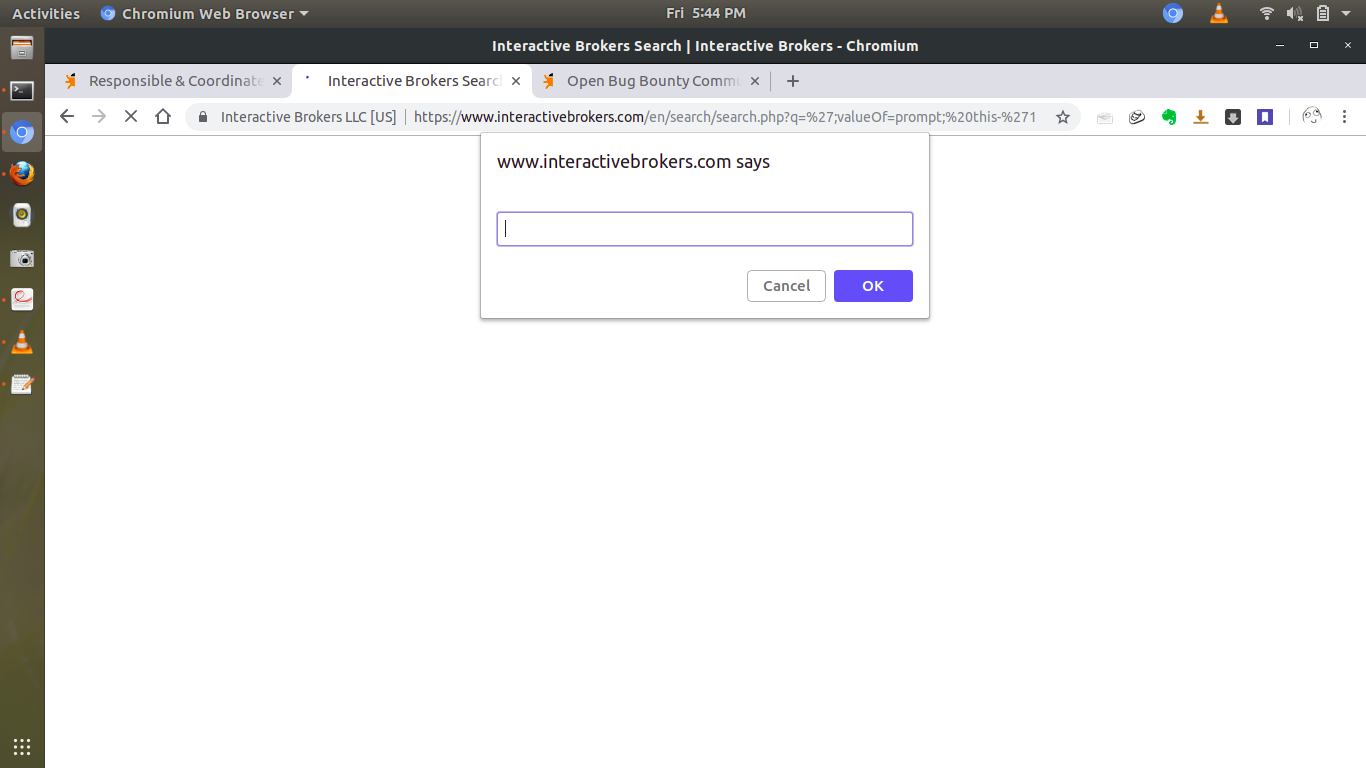 Activities Chromium Web Browser Fri 5:44 PM
Interactive Brokers Search | Interactive Brokers - Chromium
Responsible & Coordinate Interactive Brokers Searc Open Bug Bounty Commu
Interactive Brokers LLC [US] https://www.interactivebrokers.com/en/search/search.php?q=%27;valueOf=prompt;%20this-%271
www.interactivebrokers.com says
Cancel OK